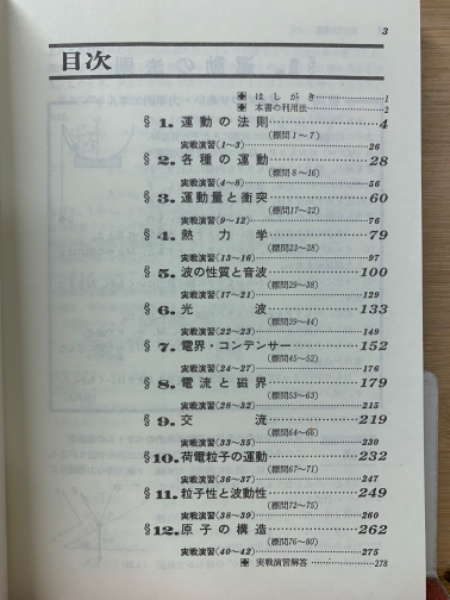 3
目次
はしがき 1
本書の利用法 2
§ 1. 運動の法則 4
(標問1〜7)
実戦演習(1〜3) 26
§ 2. 各種の運動 28
(標問8〜16)
実戦演習(4〜8) 56
§ 3. 運動量と衝突 60
(標問17〜22)
実戦演習(9〜12) 76
§ 4. 熱力学 79
(標問23〜28)
実戦演習(13〜16) 97
§ 5. 波の性質と音波 100
(標問29〜38)
実戦演習(17〜21) 129
§ 6. 光波 133
(標問39〜44)
実戦演習(22〜23) 149
§ 7. 電界・コンデンサー 152
(標問45〜52)
実戦演習(24〜27) 176
§ 8. 電流と磁界 179
(標問53〜63)
実戦演習(28〜32) 215
§ 9. 交流 219
(標問64〜66)
実戦演習(33〜35) 230
§ 10. 荷電粒子の運動 232
(標問67〜71)
実戦演習(36〜37) 247
§ 11. 粒子性と波動性 249
(標問72〜75)
実戦演習(38〜39) 260
§ 12. 原子の構造 262
(標問76〜80)
実戦演習(40〜42) 275
実戦演習解答 278